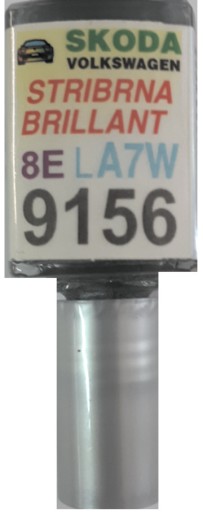 SKODA
VOLKSWAGEN
STRIBRNA
BRILLANT
8E LA7W
9156